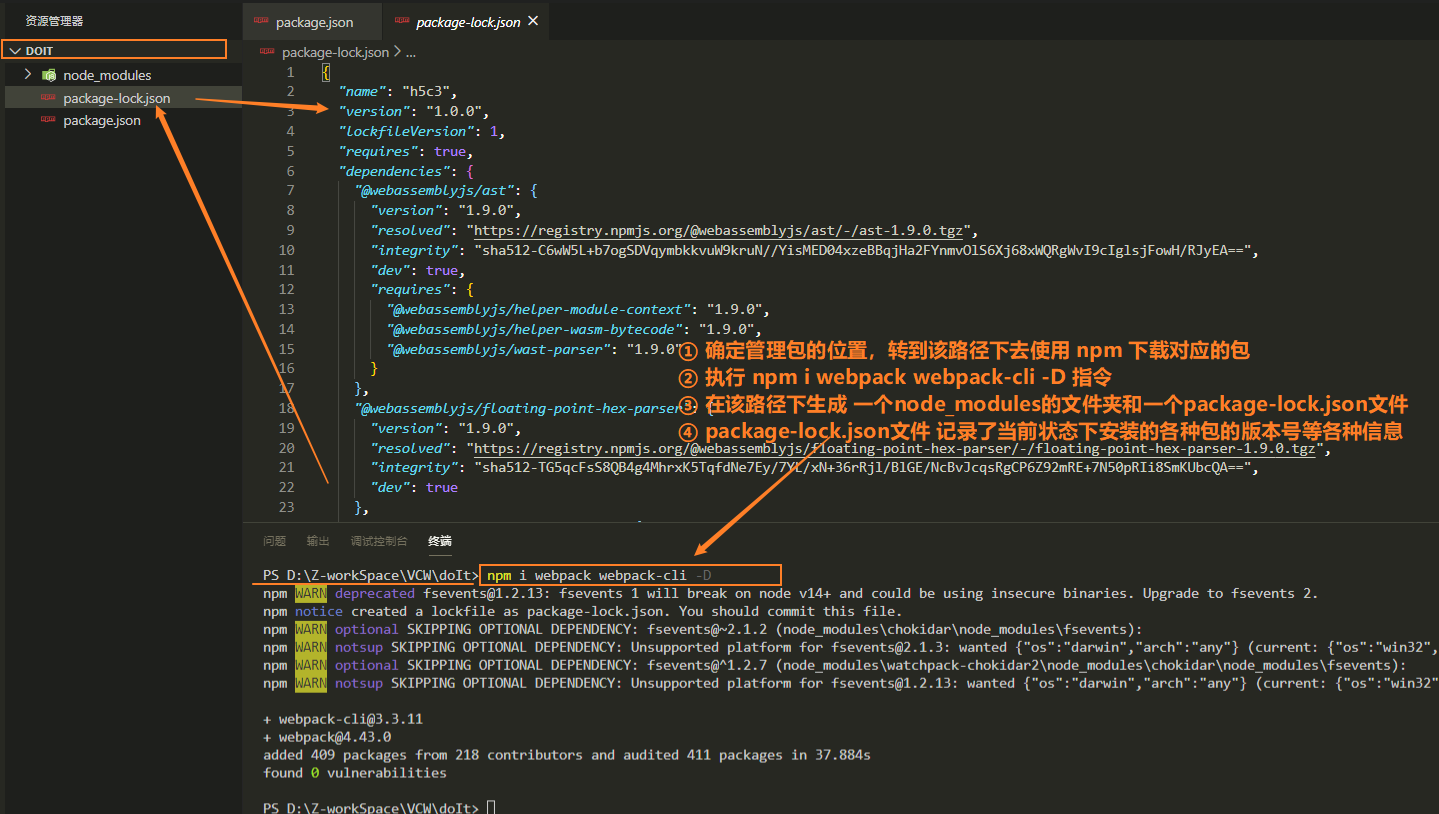 资源管理器
DOIT
node_modules
package-lock.json
package.json
package.json
package-lock.json ×
package-lock.json > ...
1 {
2 "name": "h5c3",
3 "version": "1.0.0",
4 "lockfileVersion": 1,
5 "requires": true,
6 "dependencies": {
7 "@webassemblyjs/ast": {
8 "version": "1.9.0",
9 "resolved": "https://registry.npmjs.org/@webassemblyjs/ast/-/ast-1.9.0.tgz",
10 "integrity": "sha512-C6wW5L+b7ogSDVqymbkkvuW9kruN//YisMED04xzeBBqjHa2FYnmvOlS6Xj68xWQRgWvI9cIglsjFowH/RJyEA==",
11 "dev": true,
12 "requires": {
13 "@webassemblyjs/helper-module-context": "1.9.0",
14 "@webassemblyjs/helper-wasm-bytecode": "1.9.0",
15 "@webassemblyjs/wast-parser": "1.9.0"
16 }
17 },
18 "@webassemblyjs/floating-point-hex-parser": {
19 "version": "1.9.0",
20 "resolved": "https://registry.npmjs.org/@webassemblyjs/floating-point-hex-parser/-/floating-point-hex-parser-1.9.0.tgz",
21 "integrity": "sha512-TG5qcFsS8QB4g4MhrxK5TqfdNe7Ey/7YL/xN+36rRjl/BlGE/NcBvJcqsRgCP6Z92mRE+7N50pRIi8SmKUbcQA==",
22 "dev": true
23 },
① 确定管理包的位置，转到该路径下去使用 npm 下载对应的包
② 执行 npm i webpack webpack-cli -D 指令
③ 在该路径下生成 一个node_modules的文件夹和一个package-lock.json文件
④ package-lock.json文件 记录了当前状态下安装的各种包的版本号等各种信息
问题 输出 调试控制台 终端
PS D:\Z-workSpace\VCW\doIt> npm i webpack webpack-cli -D
npm WARN deprecated fsevents@1.2.13: fsevents 1 will break on node v14+ and could be using insecure binaries. Upgrade to fsevents 2.
npm notice created a lockfile as package-lock.json. You should commit this file.
npm WARN optional SKIPPING OPTIONAL DEPENDENCY: fsevents@~2.1.2 (node_modules\chokidar\node_modules\fsevents):
npm WARN notsup SKIPPING OPTIONAL DEPENDENCY: Unsupported platform for fsevents@2.1.3: wanted {"os":"darwin","arch":"any"} (current: {"os":"win32",
npm WARN optional SKIPPING OPTIONAL DEPENDENCY: fsevents@^1.2.7 (node_modules\watchpack-chokidar2\node_modules\chokidar\node_modules\fsevents):
npm WARN notsup SKIPPING OPTIONAL DEPENDENCY: Unsupported platform for fsevents@1.2.13: wanted {"os":"darwin","arch":"any"} (current: {"os":"win32"
+ webpack-cli@3.3.11
+ webpack@4.43.0
added 409 packages from 218 contributors and audited 411 packages in 37.884s
found 0 vulnerabilities
PS D:\Z-workSpace\VCW\doIt>